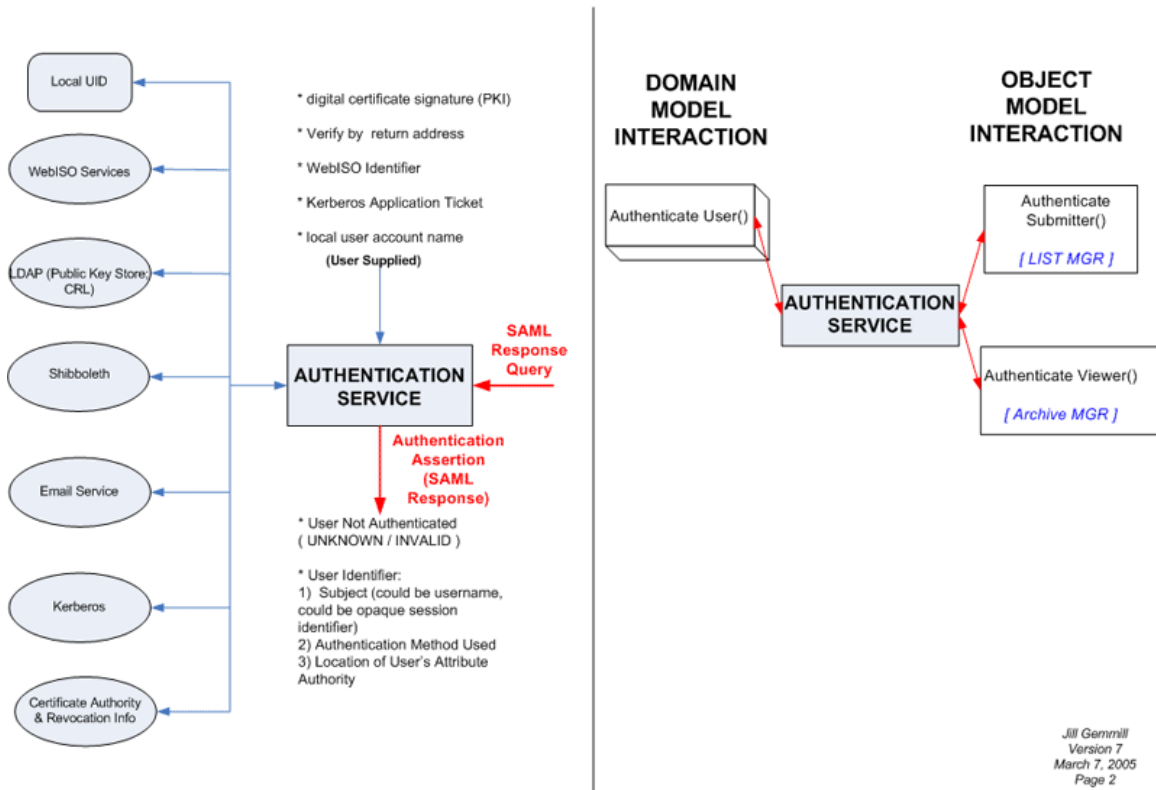 Local UID
WebISO Services
LDAP (Public Key Store;
CRL)
Shibboleth
Email Service
Kerberos
Certificate Authority
& Revocation Info
* digital certificate signature (PKI)
* Verify by return address
* WebISO Identifier
* Kerberos Application Ticket
* local user account name
(User Supplied)
AUTHENTICATION
SERVICE
SAML
Response
Query
Authentication
Assertion
(SAML
Response)
* User Not Authenticated
( UNKNOWN / INVALID )
* User Identifier:
1) Subject (could be username,
could be opaque session
identifier)
2) Authentication Method Used
3) Location of User's Attribute
Authority
DOMAIN
MODEL
INTERACTION
Authenticate User()
AUTHENTICATION
SERVICE
OBJECT
MODEL
INTERACTION
Authenticate
Submitter()
[ LIST MGR ]
Authenticate Viewer()
[ Archive MGR ]
Jill Gemmill
Version 7
March 7, 2005
Page 2